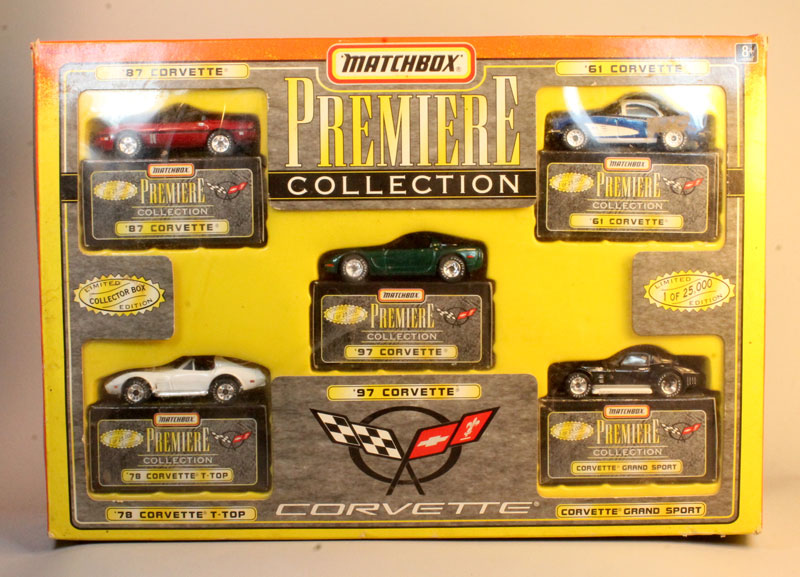 8+
MATCHBOX®
'87 CORVETTE®
'61 CORVETTE®
PREMIERE
COLLECTION
MATCHBOX
PREMIERE
COLLECTION
'87 CORVETTE®
MATCHBOX
PREMIERE
COLLECTION
'61 CORVETTE®
LIMITED
COLLECTOR BOX
EDITION
MATCHBOX
PREMIERE
COLLECTION
'97 CORVETTE®
LIMITED
1 OF 25,000
EDITION
'97 CORVETTE®
MATCHBOX
PREMIERE
COLLECTION
'78 CORVETTE® T-TOP
MATCHBOX
PREMIERE
COLLECTION
CORVETTE® GRAND SPORT
CORVETTE®
'78 CORVETTE® T-TOP
CORVETTE® GRAND SPORT